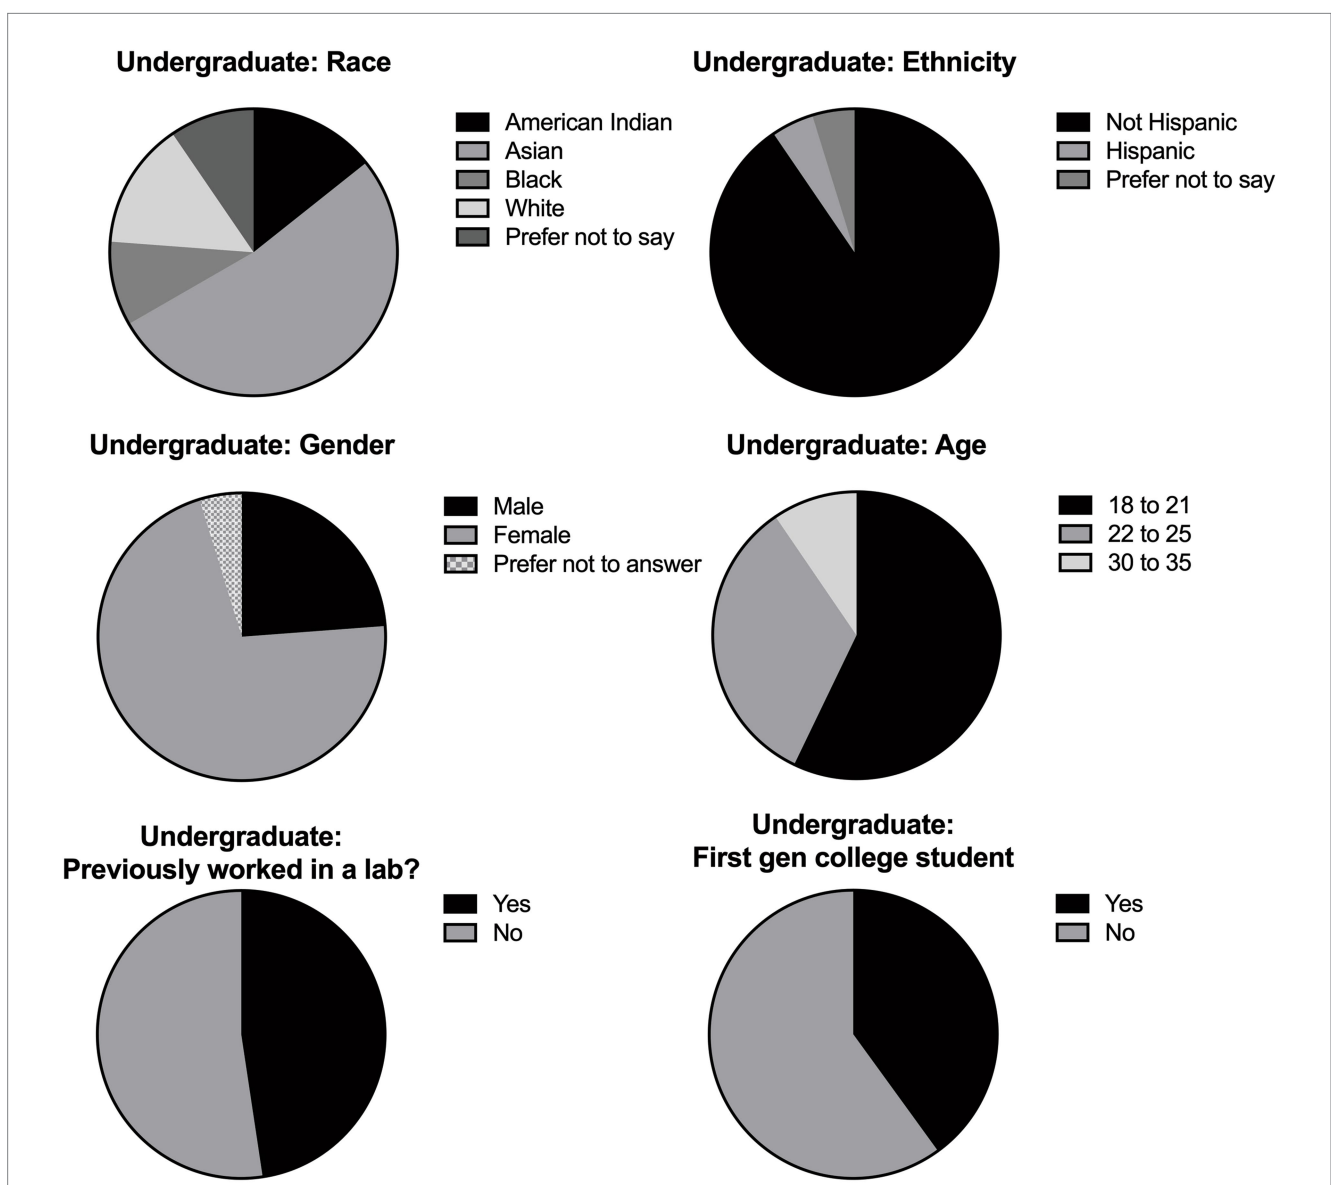 Undergraduate: Race
American Indian
Asian
Black
White
Prefer not to say
Undergraduate: Ethnicity
Not Hispanic
Hispanic
Prefer not to say
Undergraduate: Gender
Male
Female
Prefer not to answer
Undergraduate: Age
18 to 21
22 to 25
30 to 35
Undergraduate:
Previously worked in a lab?
Yes
No
Undergraduate:
First gen college student
Yes
No